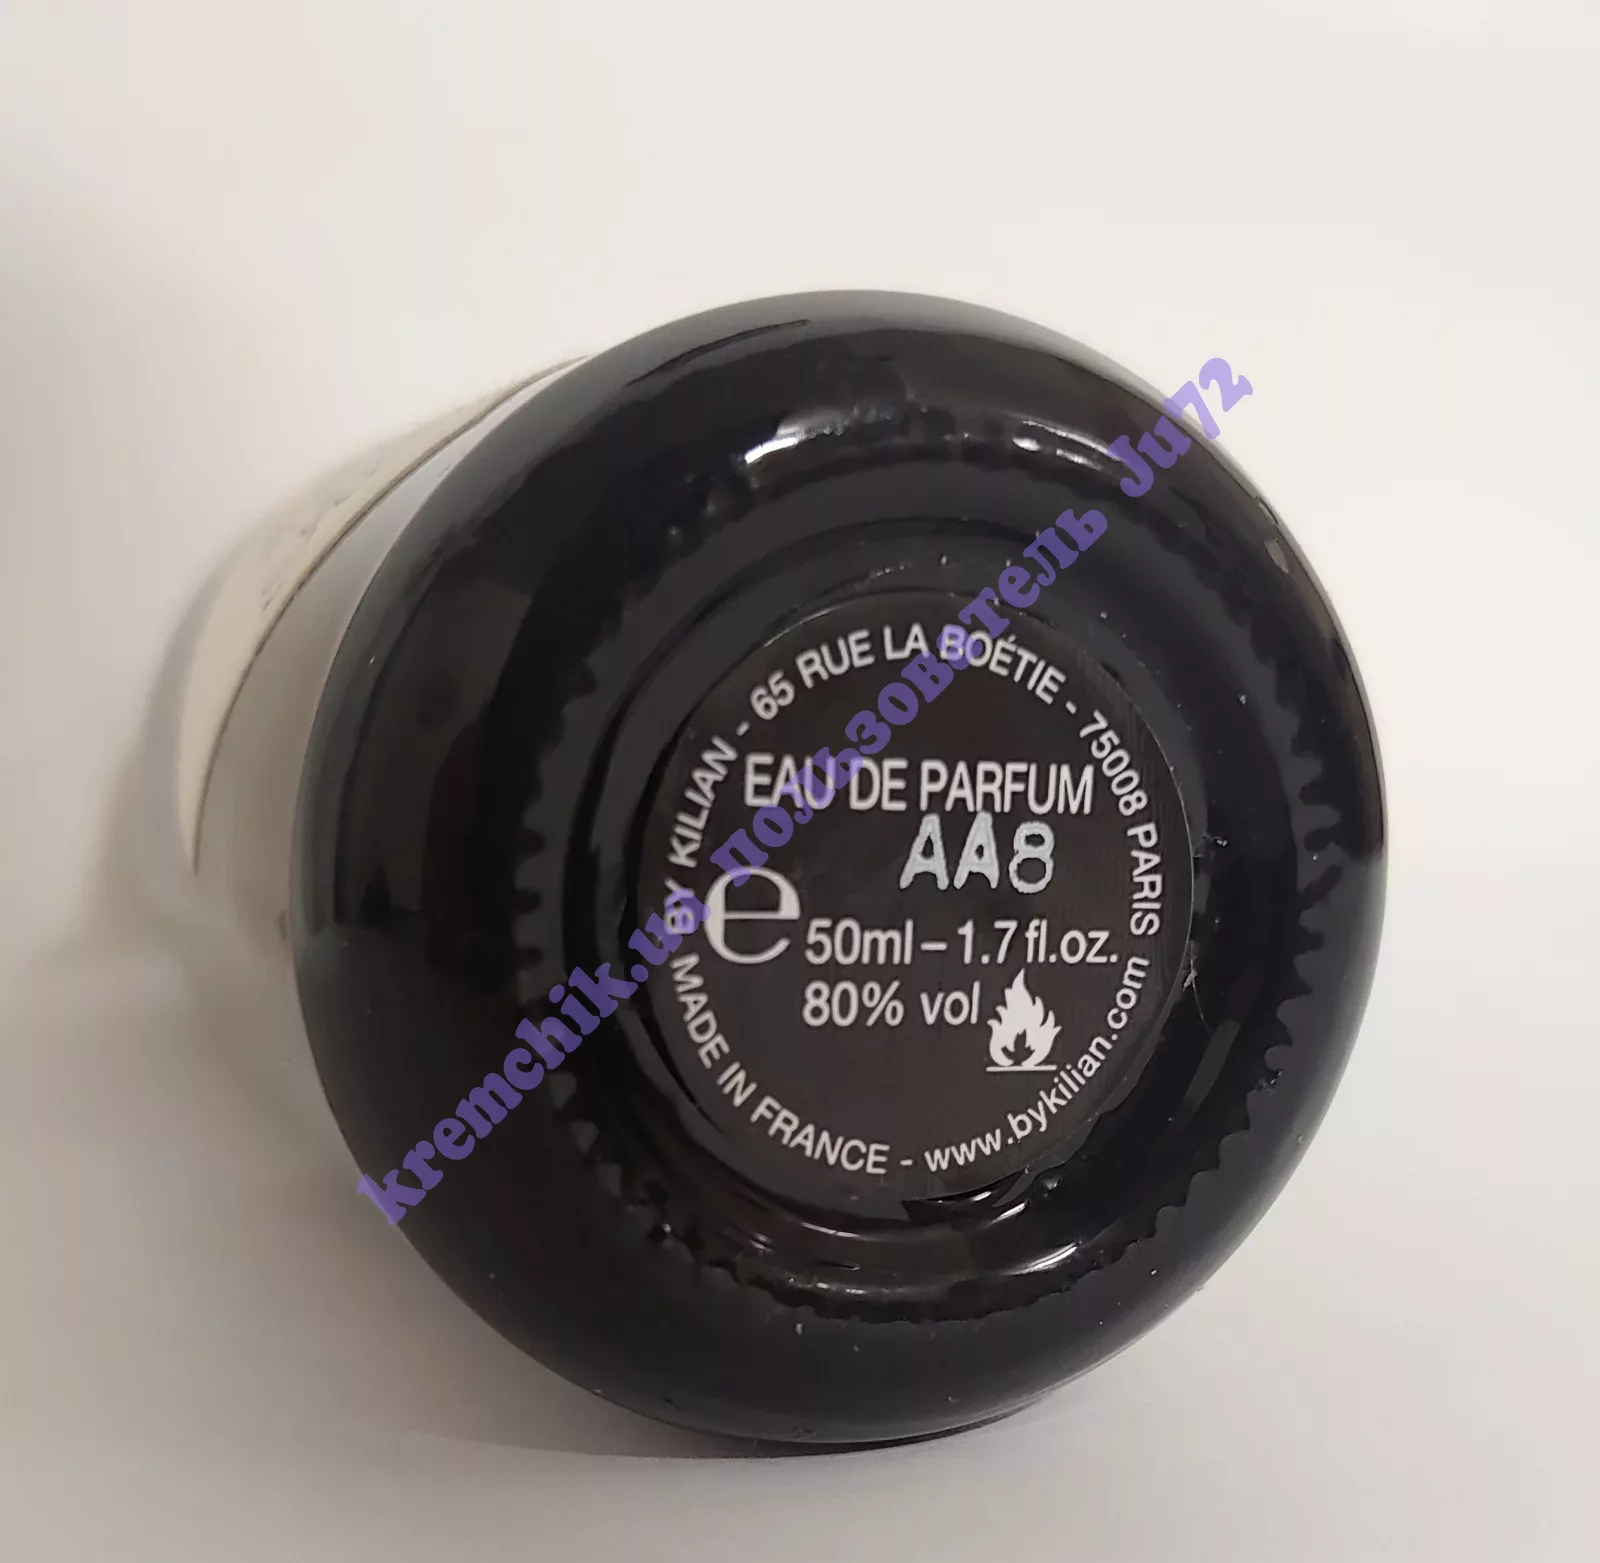 BY KILIAN - 65 RUE LA BOÉTIE - 75008 PARIS
EAU DE PARFUM
AA8
e 50ml – 1.7 fl.oz.
80% vol
MADE IN FRANCE - www.bykilian.com
kremchik.ua пользователь Ju72